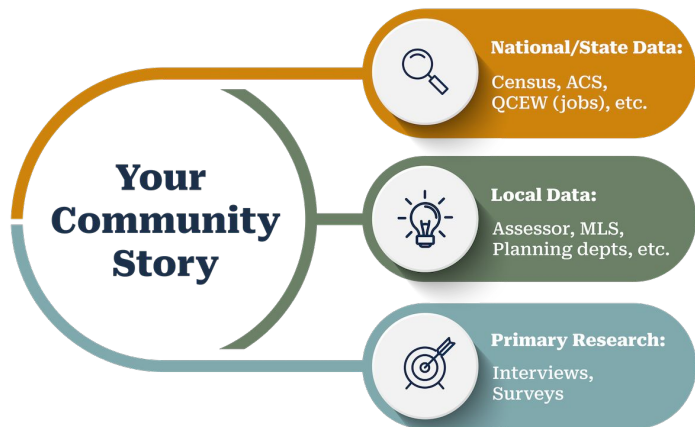 Your
Community
Story
National/State Data:
Census, ACS,
QCEW (jobs), etc.
Local Data:
Assessor, MLS,
Planning depts, etc.
Primary Research:
Interviews,
Surveys